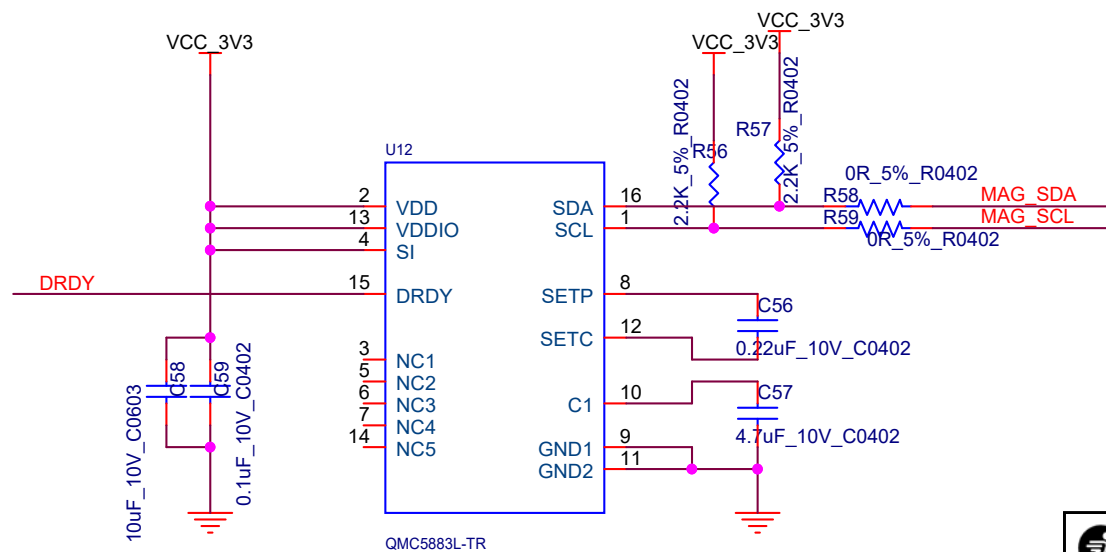 VCC_3V3
VCC_3V3
VCC_3V3
U12
R56
2.2K_5%_R0402
R57
2.2K_5%_R0402
0R_5%_R0402
R58
MAG_SDA
R59
MAG_SCL
0R_5%_R0402
2 VDD
13 VDDIO
4 SI
15 DRDY
DRDY
3 NC1
5 NC2
6 NC3
7 NC4
14 NC5
SDA 16
SCL 1
SETP 8
SETC 12
C1 10
GND1 9
GND2 11
C56
0.22uF_10V_C0402
C57
4.7uF_10V_C0402
C58
10uF_10V_C0603
C59
0.1uF_10V_C0402
QMC5883L-TR